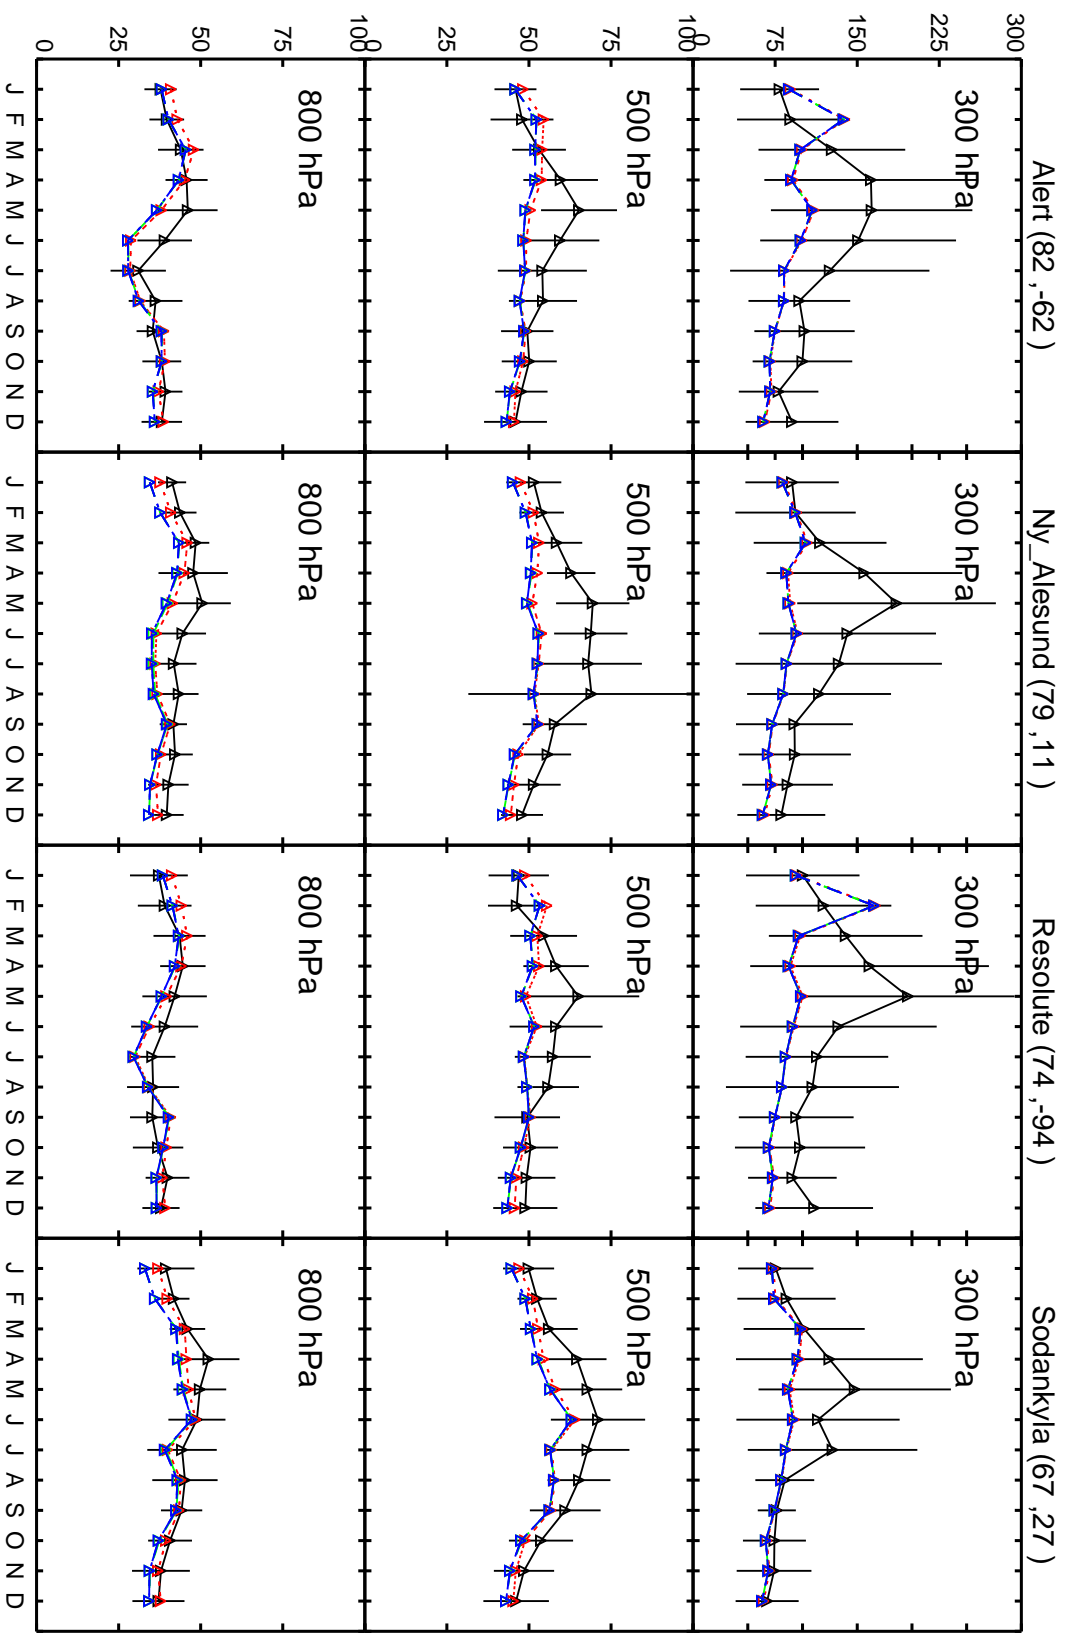 Alert (82 ,-62 )
Ny_Alesund (79 ,11 )
Resolute (74 ,-94 )
Sodankyla (67 ,27 )
300
225
150
75
0
300 hPa
300 hPa
300 hPa
300 hPa
100
75
50
25
0
500 hPa
500 hPa
500 hPa
500 hPa
100
75
50
25
0
800 hPa
800 hPa
800 hPa
800 hPa
J F M A M J J A S O N D
J F M A M J J A S O N D
J F M A M J J A S O N D
J F M A M J J A S O N D